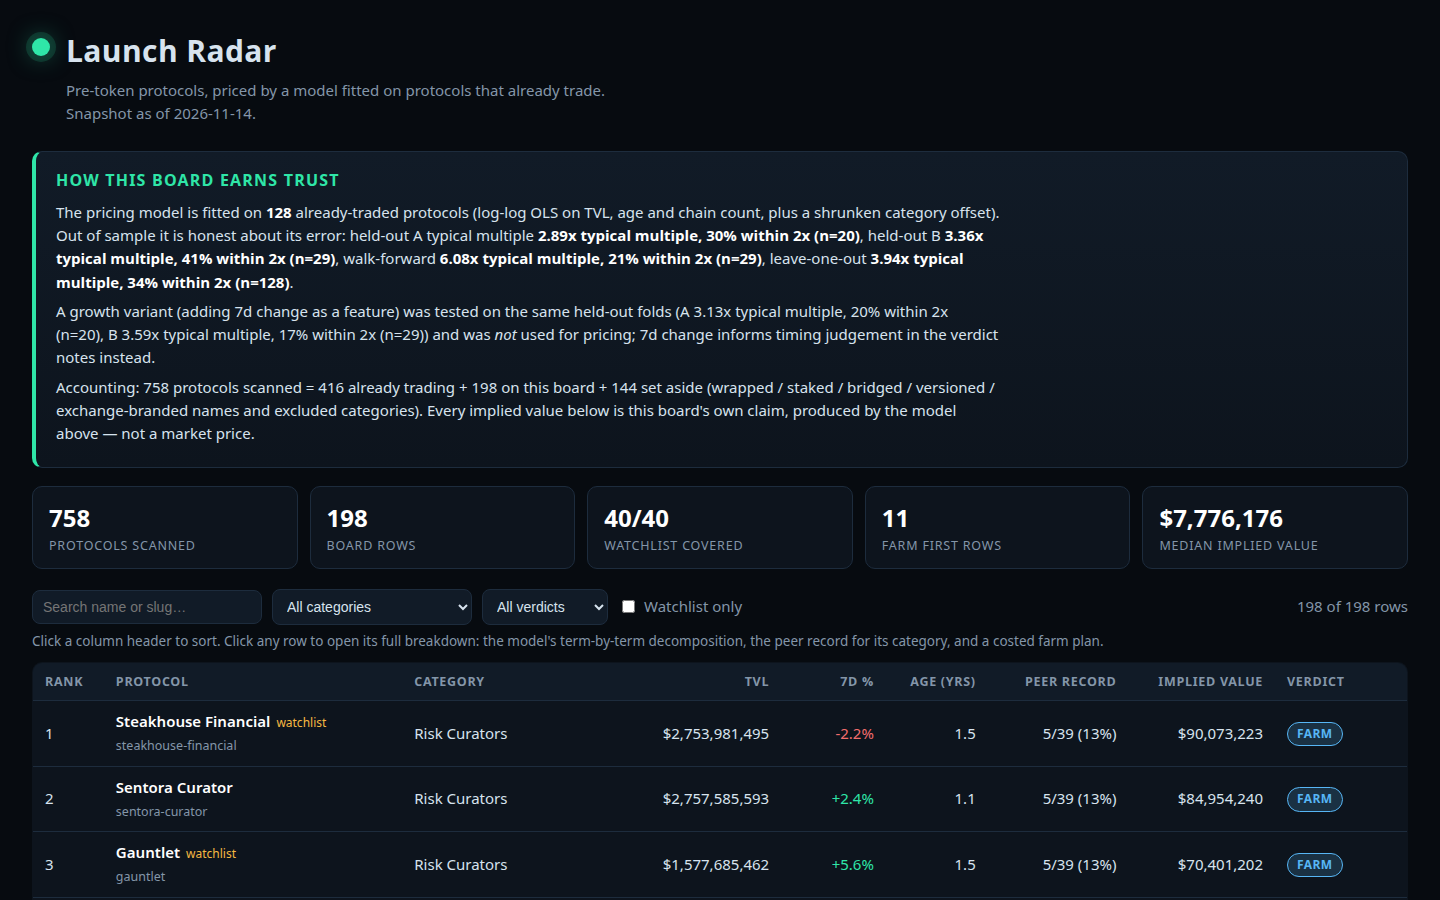 Launch Radar
Pre-token protocols, priced by a model fitted on protocols that already trade.
Snapshot as of 2026-11-14.
HOW THIS BOARD EARNS TRUST
The pricing model is fitted on 128 already-traded protocols (log-log OLS on TVL, age and chain count, plus a shrunken category offset).
Out of sample it is honest about its error: held-out A typical multiple 2.89x typical multiple, 30% within 2x (n=20), held-out B 3.36x
typical multiple, 41% within 2x (n=29), walk-forward 6.08x typical multiple, 21% within 2x (n=29), leave-one-out 3.94x typical
multiple, 34% within 2x (n=128).
A growth variant (adding 7d change as a feature) was tested on the same held-out folds (A 3.13x typical multiple, 20% within 2x
(n=20), B 3.59x typical multiple, 17% within 2x (n=29)) and was not used for pricing; 7d change informs timing judgement in the verdict
notes instead.
Accounting: 758 protocols scanned = 416 already trading + 198 on this board + 144 set aside (wrapped / staked / bridged / versioned /
exchange-branded names and excluded categories). Every implied value below is this board's own claim, produced by the model
above — not a market price.
758
PROTOCOLS SCANNED
198
BOARD ROWS
40/40
WATCHLIST COVERED
11
FARM FIRST ROWS
$7,776,176
MEDIAN IMPLIED VALUE
Search name or slug… All categories All verdicts Watchlist only 198 of 198 rows
Click a column header to sort. Click any row to open its full breakdown: the model's term-by-term decomposition, the peer record for its category, and a costed farm plan.
RANK PROTOCOL CATEGORY TVL 7D % AGE (YRS) PEER RECORD IMPLIED VALUE VERDICT
1 Steakhouse Financial watchlist Risk Curators $2,753,981,495 -2.2% 1.5 5/39 (13%) $90,073,223 FARM
steakhouse-financial
2 Sentora Curator Risk Curators $2,757,585,593 +2.4% 1.1 5/39 (13%) $84,954,240 FARM
sentora-curator
3 Gauntlet watchlist Risk Curators $1,577,685,462 +5.6% 1.5 5/39 (13%) $70,401,202 FARM
gauntlet